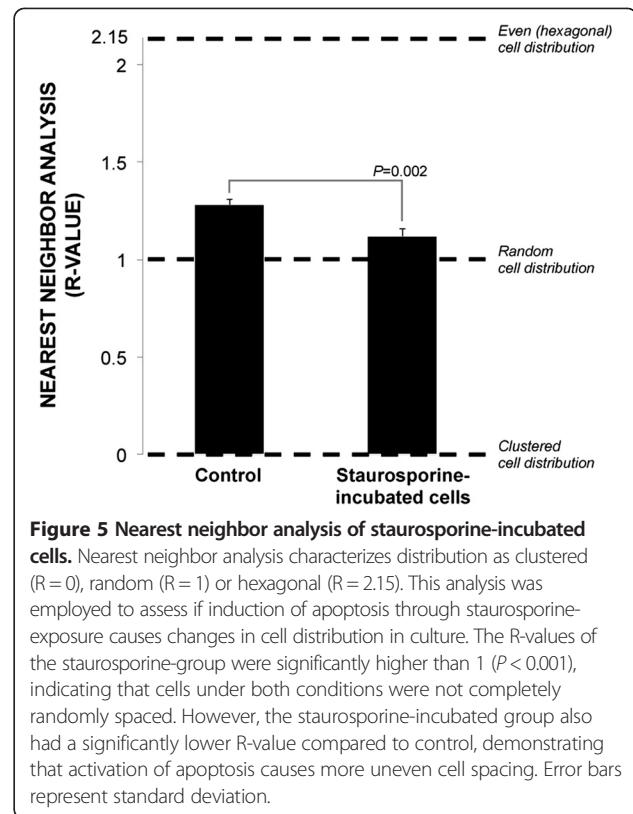 Even (hexagonal)
cell distribution
2.15
2
1.5
P=0.002
1
Random
cell distribution
0.5
0
Clustered
cell distribution
NEAREST NEIGHBOR ANALYSIS
(R-VALUE)
Control
Staurosporine-
incubated cells
Figure 5 Nearest neighbor analysis of staurosporine-incubated
cells. Nearest neighbor analysis characterizes distribution as clustered
(R = 0), random (R = 1) or hexagonal (R = 2.15). This analysis was
employed to assess if induction of apoptosis through staurosporine-
exposure causes changes in cell distribution in culture. The R-values of
the staurosporine-group were significantly higher than 1 (P < 0.001),
indicating that cells under both conditions were not completely
randomly spaced. However, the staurosporine-incubated group also
had a significantly lower R-value compared to control, demonstrating
that activation of apoptosis causes more uneven cell spacing. Error bars
represent standard deviation.